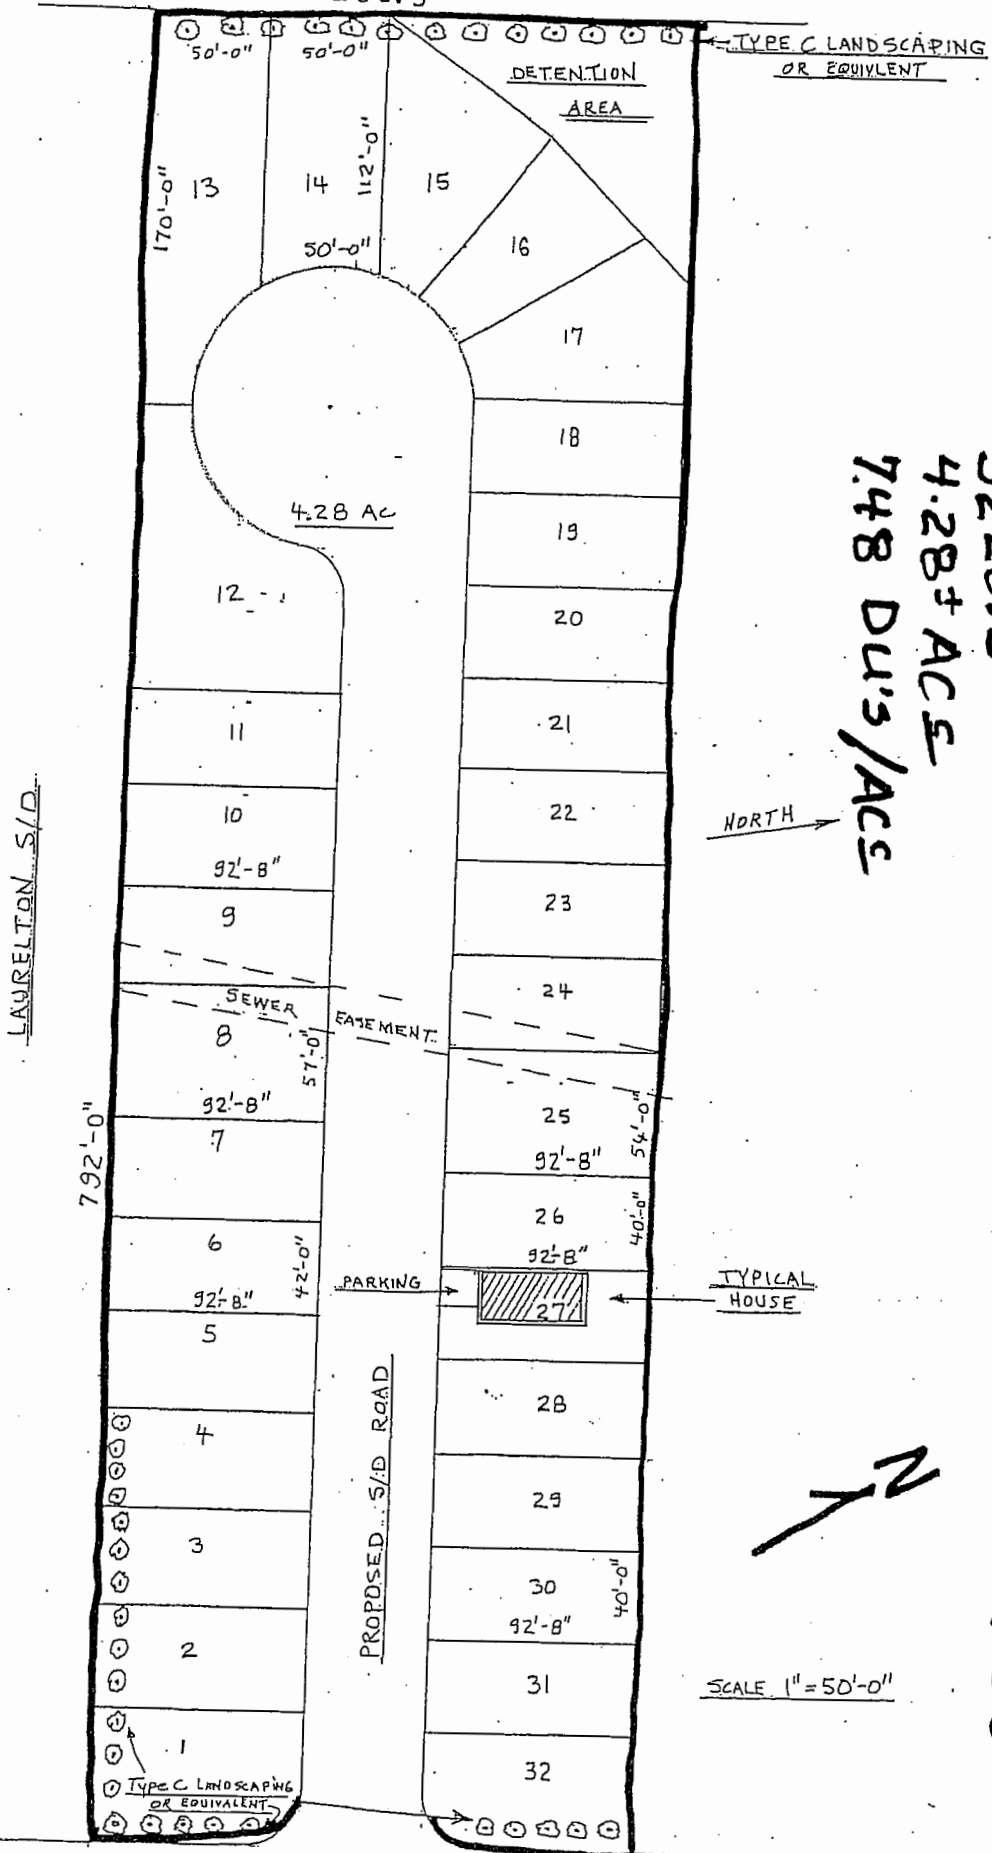 TYPE C LANDSCAPING
OR EQUIVLENT
50'-0"
50'-0"
DETENTION
AREA
170'-0"
13
14
112'-0"
15
50'-0"
16
17
18
4.28 AC
19
12
20
11
21
10
92'-8"
22
9
23
SEWER EASEMENT
24
8
57'-0"
92'-8"
25
92'-8"
54'-0"
7
26
92'-8"
40'-0"
6
92'-8"
42'-0"
PARKING
27
TYPICAL
HOUSE
5
28
4
29
3
30
92'-8"
40'-0"
2
31
1
32
TYPE C LANDSCAPING
OR EQUIVALENT
PROPOSED S/D ROAD
LAURELTON S/D
792'-0"
NORTH
4.28± ACS
7.48 DU'S/ACS
N
SCALE 1" = 50'-0"